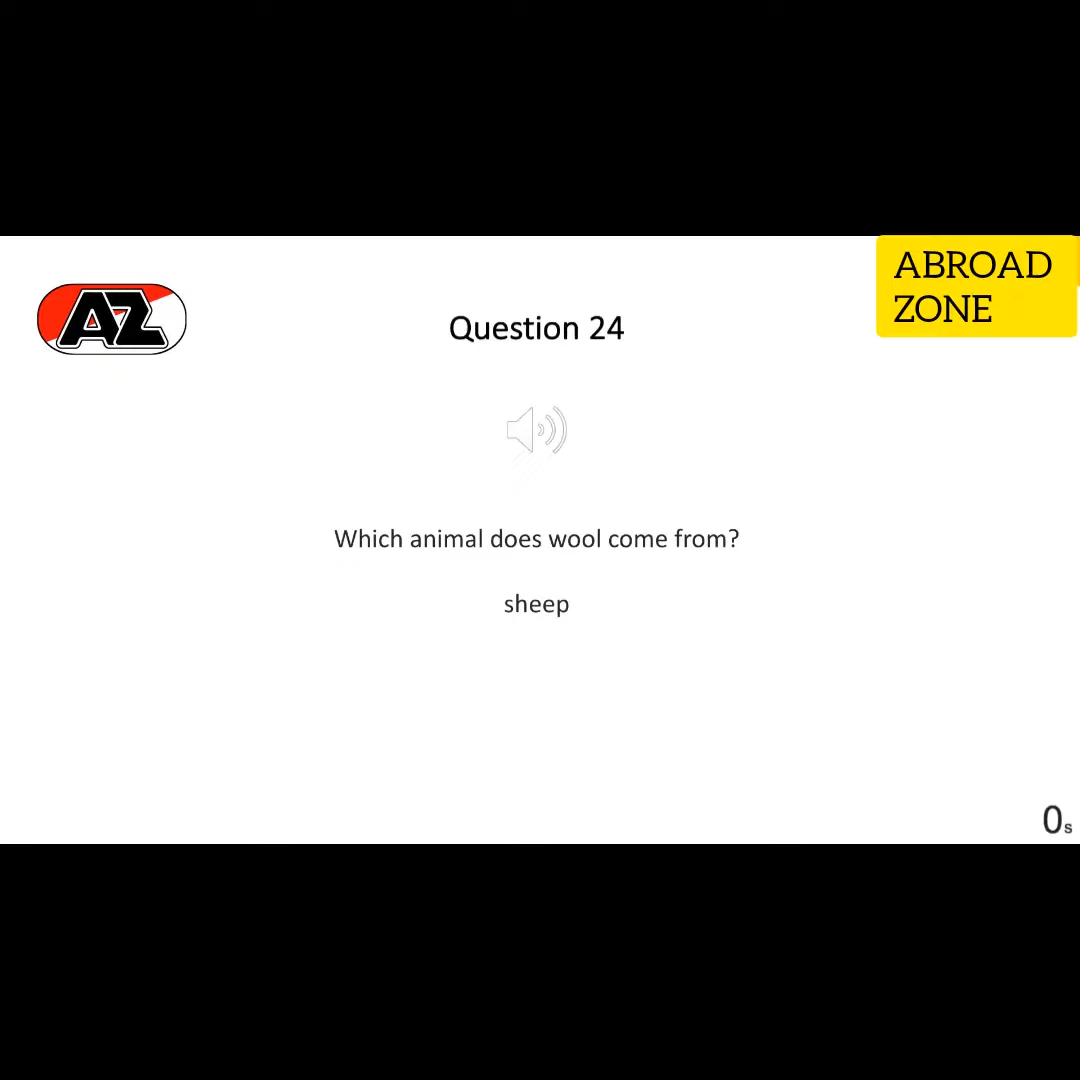 AZ
ABROAD
ZONE
Question 24
Which animal does wool come from?
sheep
0s